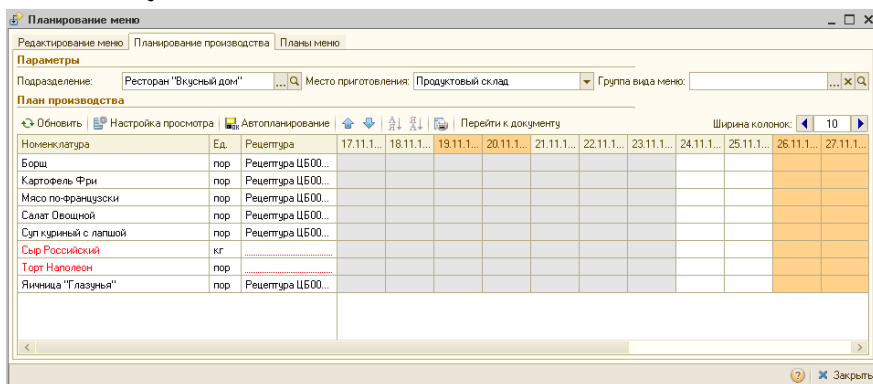 Планирование меню
Редактирование меню Планирование производства Планы меню
Параметры
Подразделение: Ресторан "Вкусный дом" ... Место приготовления: Продуктовый склад Группа вида меню: ...
План производства
Обновить Настройка просмотра Автопланирование Перейти к документу Ширина колонок: 10
Номенклатура Ед. Рецептура 17.11.1... 18.11.1... 19.11.1... 20.11.1... 21.11.1... 22.11.1... 23.11.1... 24.11.1... 25.11.1... 26.11.1... 27.11.1...
Борщ пор Рецептура ЦБ00...
Картофель Фри пор Рецептура ЦБ00...
Мясо по-французски пор Рецептура ЦБ00...
Салат Овощной пор Рецептура ЦБ00...
Суп куриный с лапшой пор Рецептура ЦБ00...
Сыр Российский кг
Торт Наполеон пор
Яичница "Глазунья" пор Рецептура ЦБ00...
Закрыть